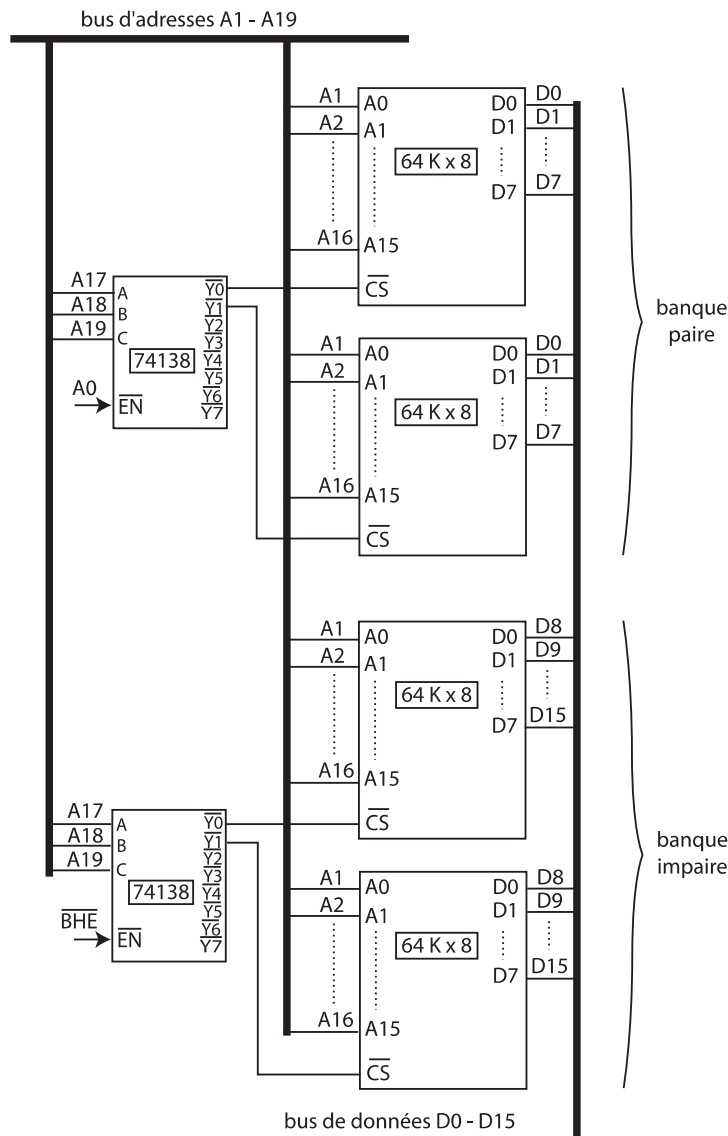 bus d'adresses A1 - A19
A1 A0 D0 D0
A2 A1 D1 D1
64 K x 8
D7 D7
A16 A15
CS
A17 A Y0
A18 B Y1
A19 C Y2
Y3
74138 Y4
Y5
A0 EN Y6
Y7
A1 A0 D0 D0
A2 A1 D1 D1
64 K x 8
D7 D7
A16 A15
CS
banque
paire
A1 A0 D0 D8
A2 A1 D1 D9
64 K x 8
D7 D15
A16 A15
CS
A17 A Y0
A18 B Y1
A19 C Y2
Y3
74138 Y4
Y5
BHE EN Y6
Y7
A1 A0 D0 D8
A2 A1 D1 D9
64 K x 8
D7 D15
A16 A15
CS
banque
impaire
bus de données D0 - D15